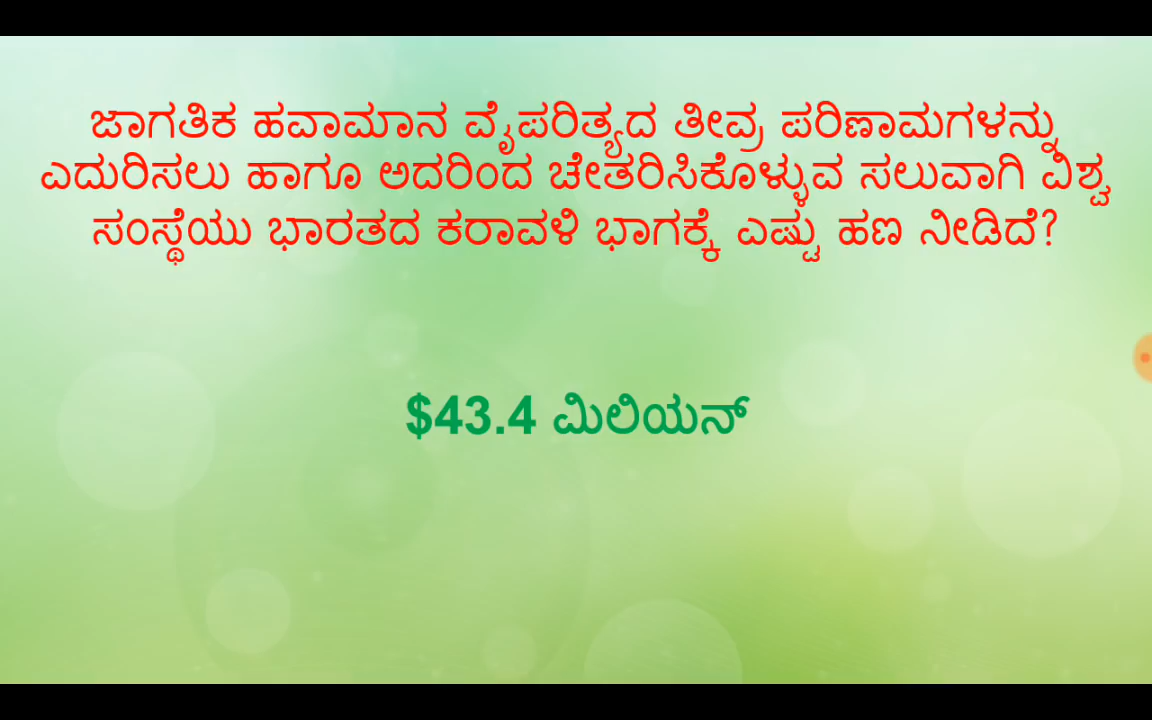 ಜಾಗತಿಕ ಹವಾಮಾನ ವೈಪರಿತ್ಯದ ತೀವ್ರ ಪರಿಣಾಮಗಳನ್ನು
ಎದುರಿಸಲು ಹಾಗೂ ಅದರಿಂದ ಚೇತರಿಸಿಕೊಳ್ಳುವ ಸಲುವಾಗಿ ವಿಶ್ವ
ಸಂಸ್ಥೆಯು ಭಾರತದ ಕರಾವಳಿ ಭಾಗಕ್ಕೆ ಎಷ್ಟು ಹಣ ನೀಡಿದೆ?
$43.4 ಮಿಲಿಯನ್